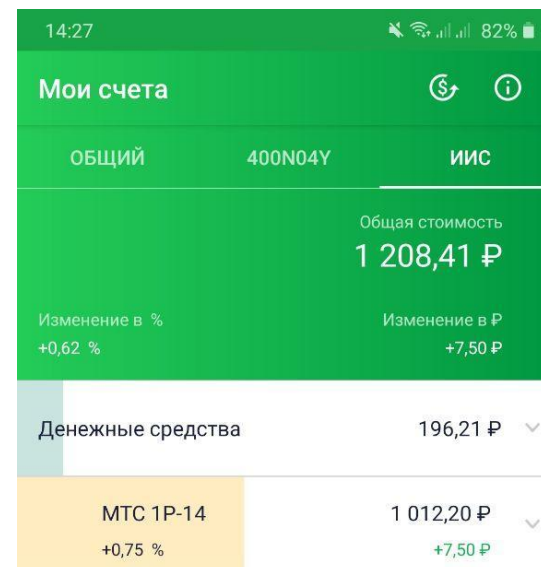 14:27 82%
Мои счета
ОБЩИЙ 400N04Y ИИС
Общая стоимость
1 208,41 ₽
Изменение в % Изменение в ₽
+0,62 % +7,50 ₽
Денежные средства 196,21 ₽
МТС 1P-14 1 012,20 ₽
+0,75 % +7,50 ₽